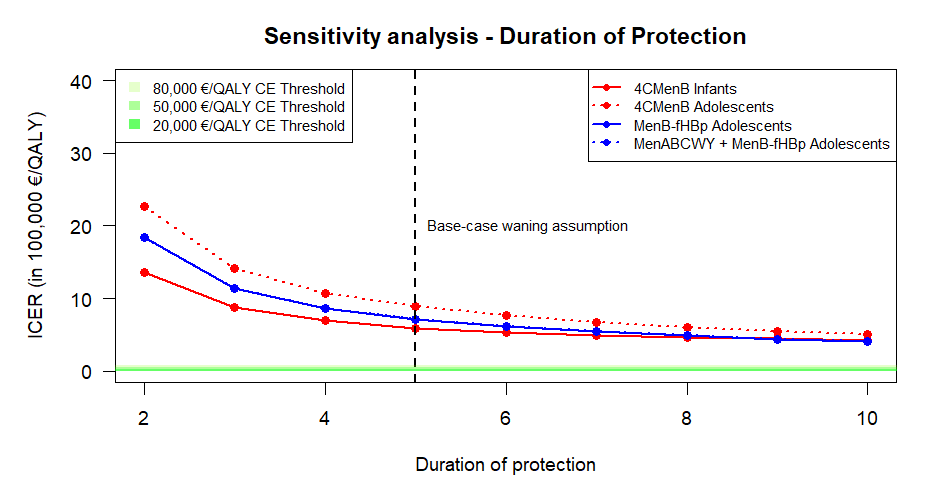 Sensitivity analysis - Duration of Protection
ICER (in 100,000 €/QALY)
40
30
20
10
0
80,000 €/QALY CE Threshold
50,000 €/QALY CE Threshold
20,000 €/QALY CE Threshold
4CMenB Infants
4CMenB Adolescents
MenB-fHBp Adolescents
MenABCWY + MenB-fHBp Adolescents
Base-case waning assumption
2
4
6
8
10
Duration of protection